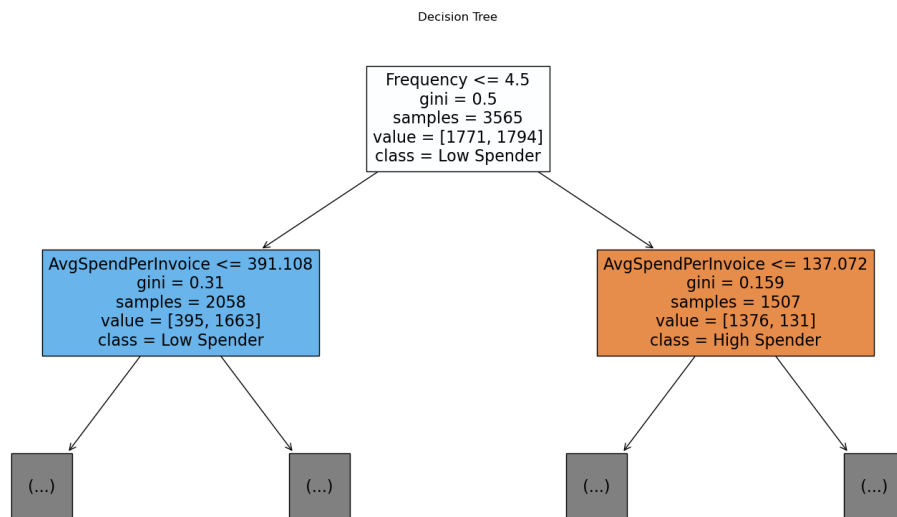 Decision Tree
Frequency <= 4.5
gini = 0.5
samples = 3565
value = [1771, 1794]
class = Low Spender
AvgSpendPerInvoice <= 391.108
gini = 0.31
samples = 2058
value = [395, 1663]
class = Low Spender
AvgSpendPerInvoice <= 137.072
gini = 0.159
samples = 1507
value = [1376, 131]
class = High Spender
(...)
(...)
(...)
(...)